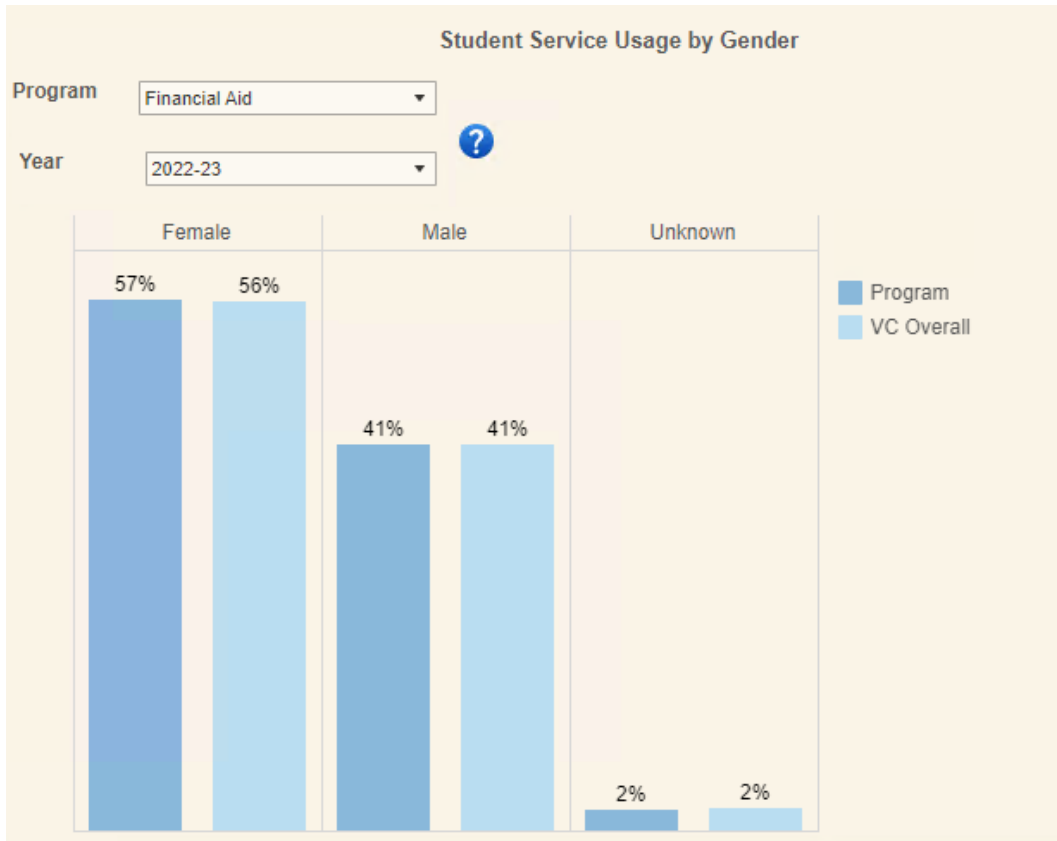 Student Service Usage by Gender
Program
Financial Aid
?
Year
2022-23
Female Male Unknown
57% 56% 41% 41% 2% 2%
Program
VC Overall